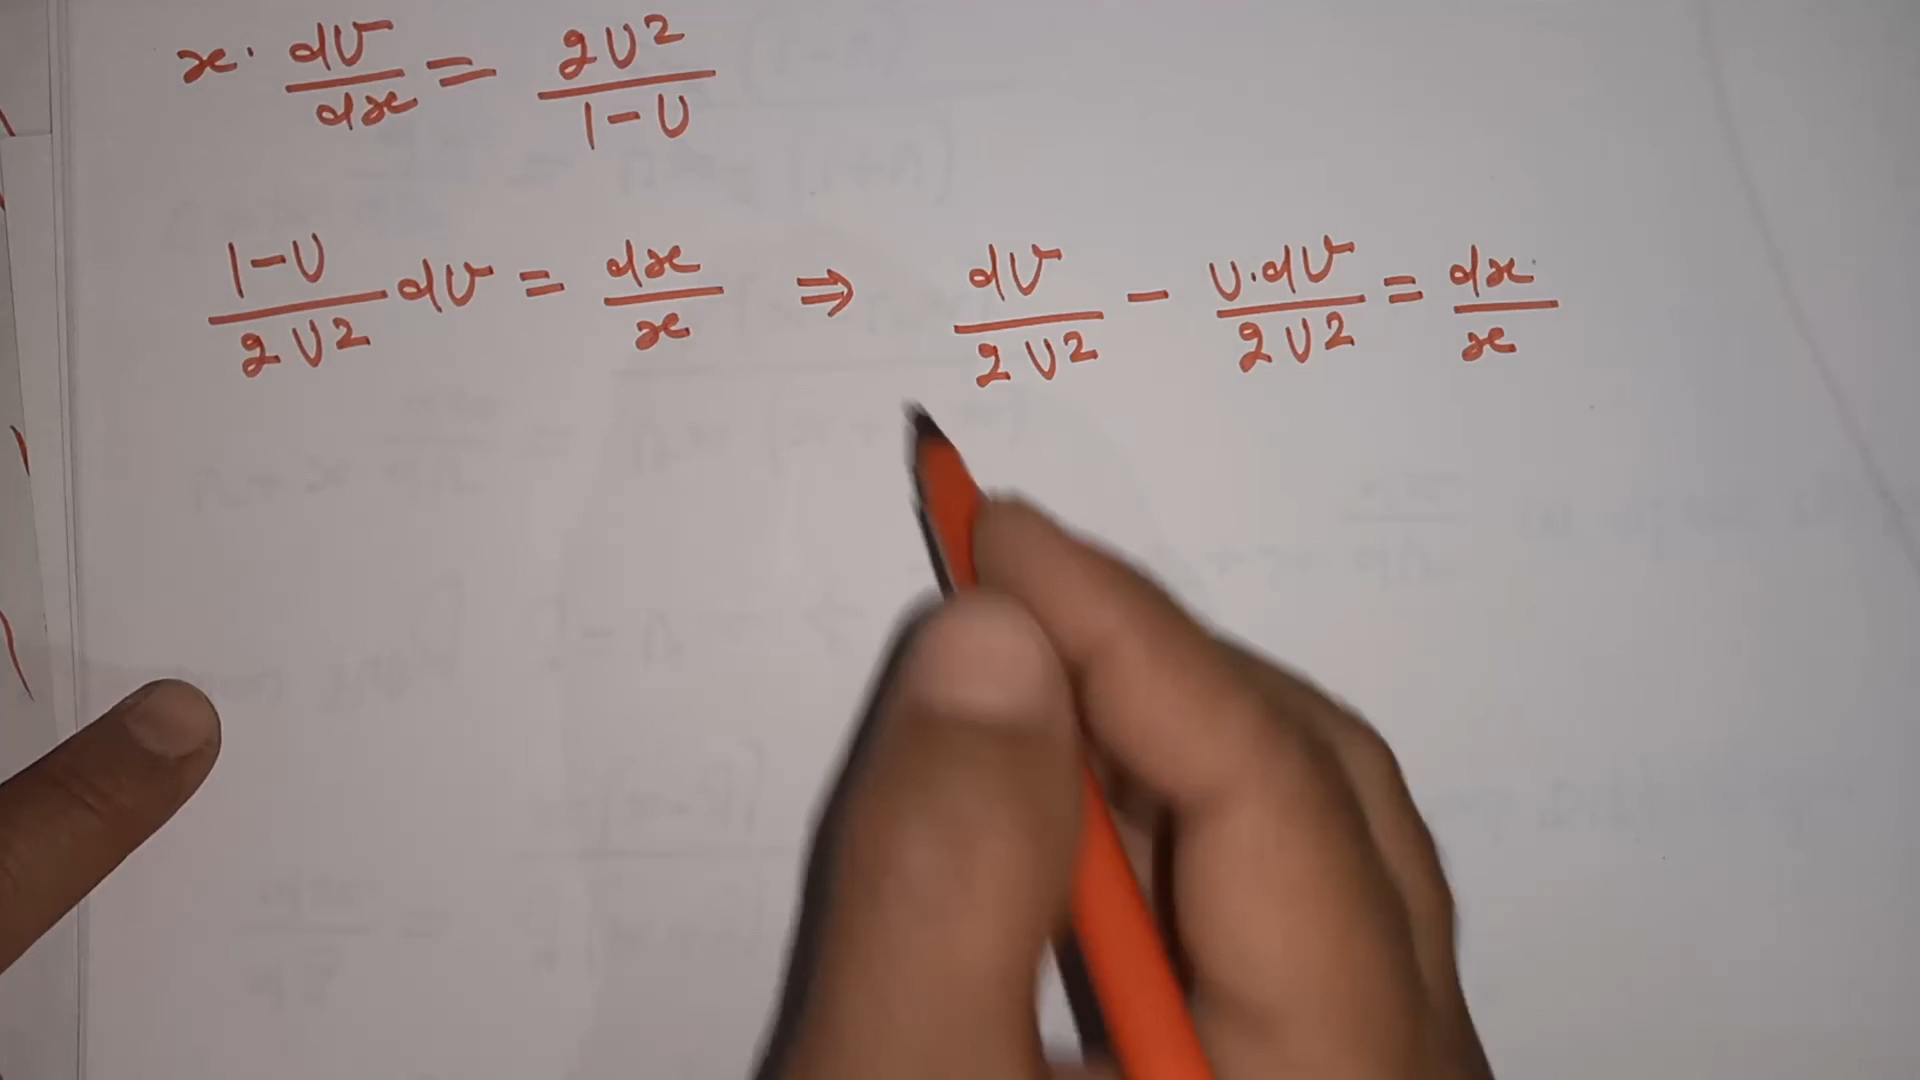 x · dv/dx = 2v²/1-v
1-v/2v² dv = dx/x ⇒ dv/2v² - v·dv/2v² = dx/x